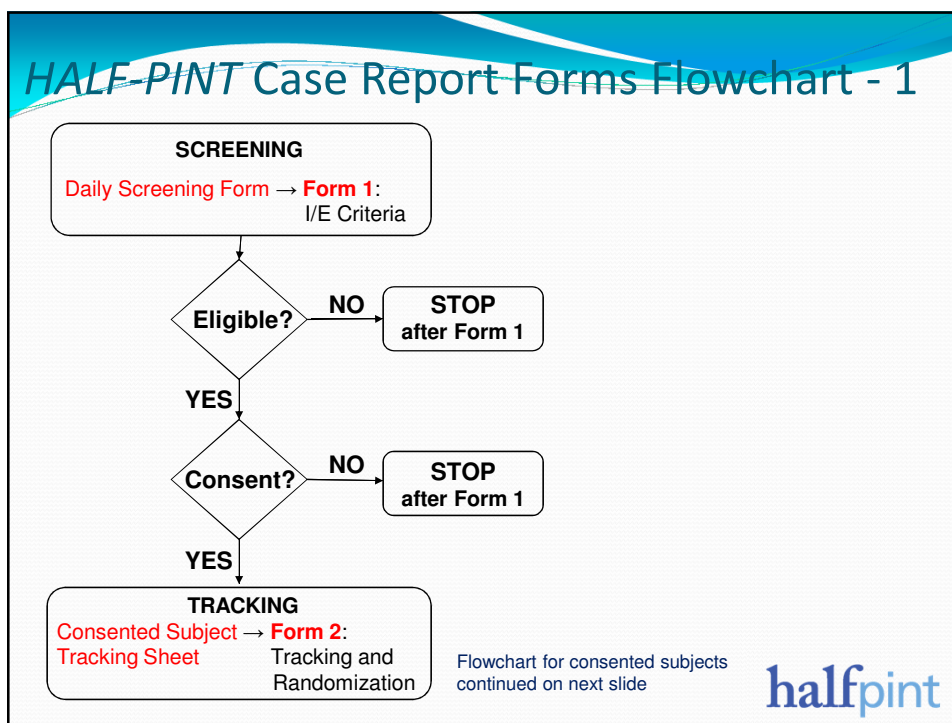 HALF-PINT Case Report Forms Flowchart - 1
SCREENING
Daily Screening Form → Form 1:
I/E Criteria
Eligible?
NO
STOP
after Form 1
YES
Consent?
NO
STOP
after Form 1
YES
TRACKING
Consented Subject → Form 2:
Tracking Sheet Tracking and
Randomization
Flowchart for consented subjects
continued on next slide
halfpint